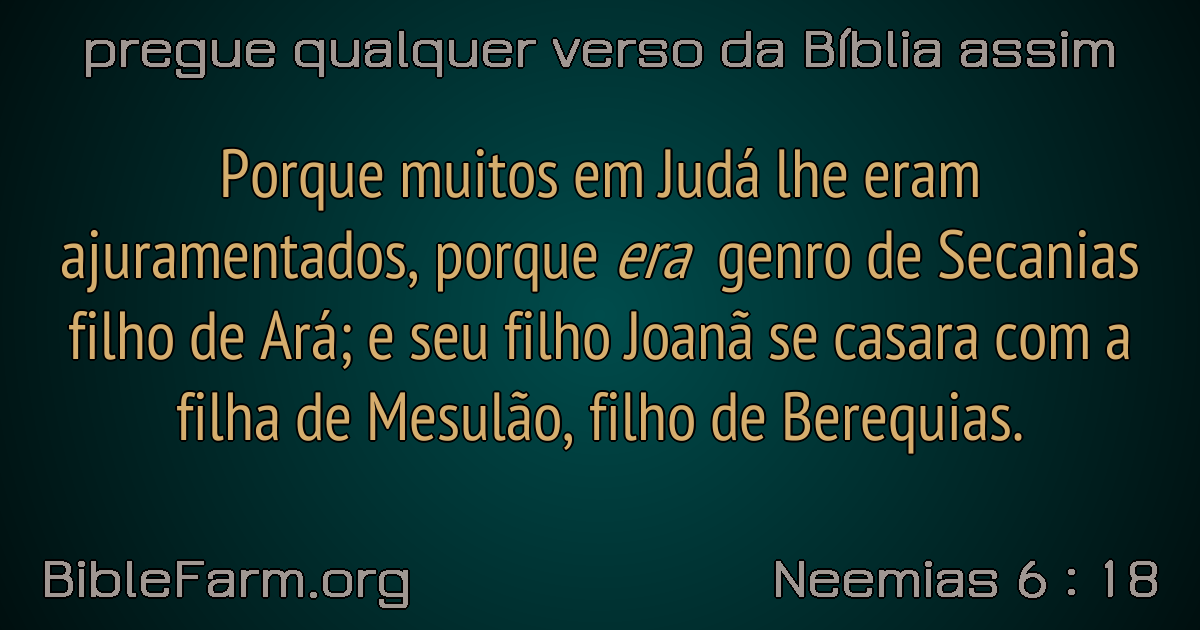 pregue qualquer verso da Bíblia assim
Porque muitos em Judá lhe eram
ajuramentados, porque era genro de Secanias
filho de Ará; e seu filho Joanã se casara com a
filha de Mesulão, filho de Berequias.
BibleFarm.org
Neemias 6 : 18